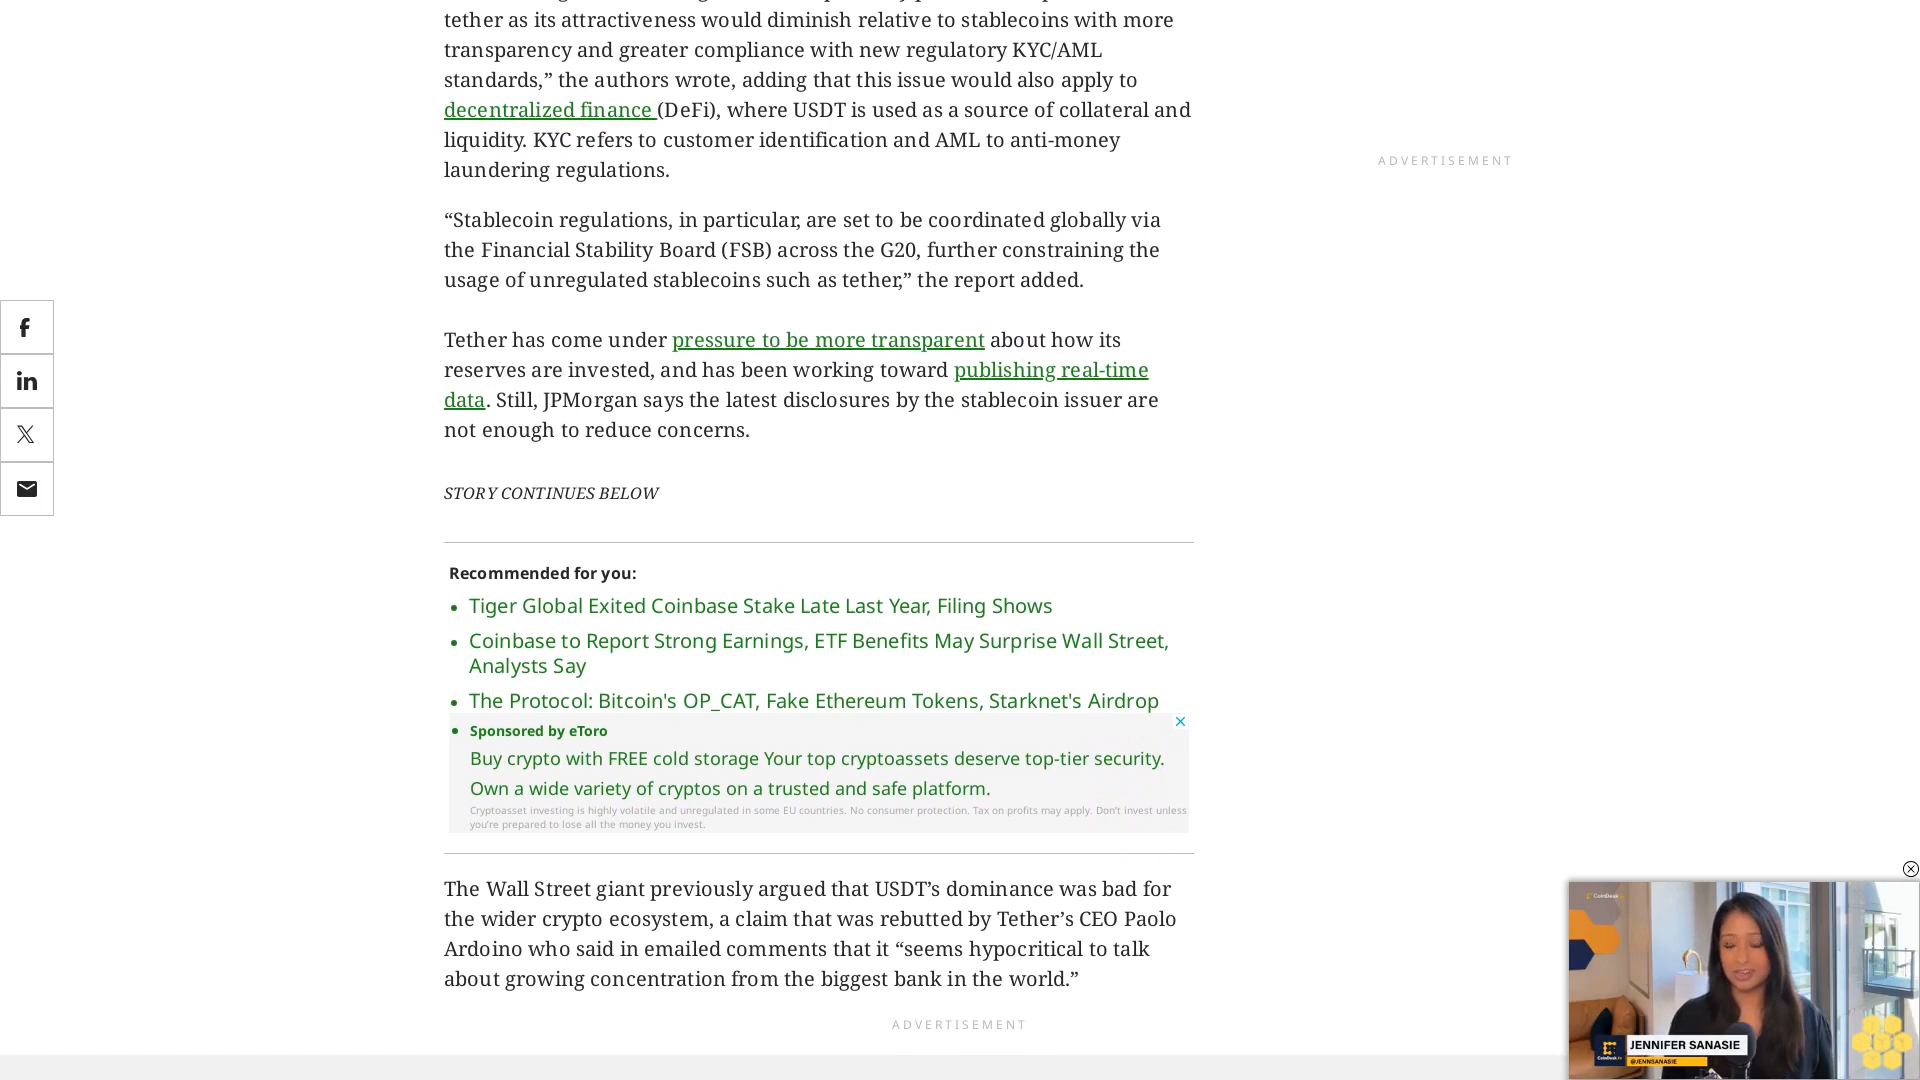 tether as its attractiveness would diminish relative to stablecoins with more
transparency and greater compliance with new regulatory KYC/AML
standards,” the authors wrote, adding that this issue would also apply to
decentralized finance (DeFi), where USDT is used as a source of collateral and
liquidity. KYC refers to customer identification and AML to anti-money
laundering regulations.
ADVERTISEMENT
“Stablecoin regulations, in particular, are set to be coordinated globally via
the Financial Stability Board (FSB) across the G20, further constraining the
usage of unregulated stablecoins such as tether,” the report added.
Tether has come under pressure to be more transparent about how its
reserves are invested, and has been working toward publishing real-time
data. Still, JPMorgan says the latest disclosures by the stablecoin issuer are
not enough to reduce concerns.
STORY CONTINUES BELOW
Recommended for you:
• Tiger Global Exited Coinbase Stake Late Last Year, Filing Shows
• Coinbase to Report Strong Earnings, ETF Benefits May Surprise Wall Street,
Analysts Say
• The Protocol: Bitcoin's OP_CAT, Fake Ethereum Tokens, Starknet's Airdrop
• Sponsored by eToro
Buy crypto with FREE cold storage Your top cryptoassets deserve top-tier security.
Own a wide variety of cryptos on a trusted and safe platform.
Cryptoasset investing is highly volatile and unregulated in some EU countries. No consumer protection. Tax on profits may apply. Don’t invest unless
you’re prepared to lose all the money you invest.
The Wall Street giant previously argued that USDT’s dominance was bad for
the wider crypto ecosystem, a claim that was rebutted by Tether’s CEO Paolo
Ardoino who said in emailed comments that it “seems hypocritical to talk
about growing concentration from the biggest bank in the world.”
ADVERTISEMENT
CoinDesk
JENNIFER SANASIE
@JENNSANASIE
CoinDesk